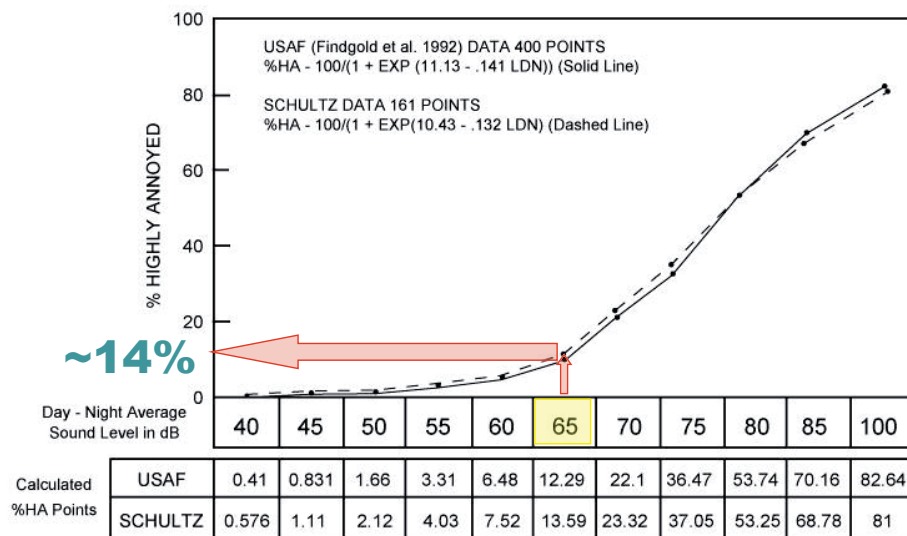 100
USAF (Findgold et al. 1992) DATA 400 POINTS
%HA - 100/(1 + EXP (11.13 - .141 LDN)) (Solid Line)
SCHULTZ DATA 161 POINTS
%HA - 100/(1 + EXP(10.43 - .132 LDN) (Dashed Line)
80
60
40
20
0
% HIGHLY ANNOYED
~14%
Day - Night Average
Sound Level in dB
40 45 50 55 60 65 70 75 80 85 100
Calculated
%HA Points
USAF 0.41 0.831 1.66 3.31 6.48 12.29 22.1 36.47 53.74 70.16 82.64
SCHULTZ 0.576 1.11 2.12 4.03 7.52 13.59 23.32 37.05 53.25 68.78 81